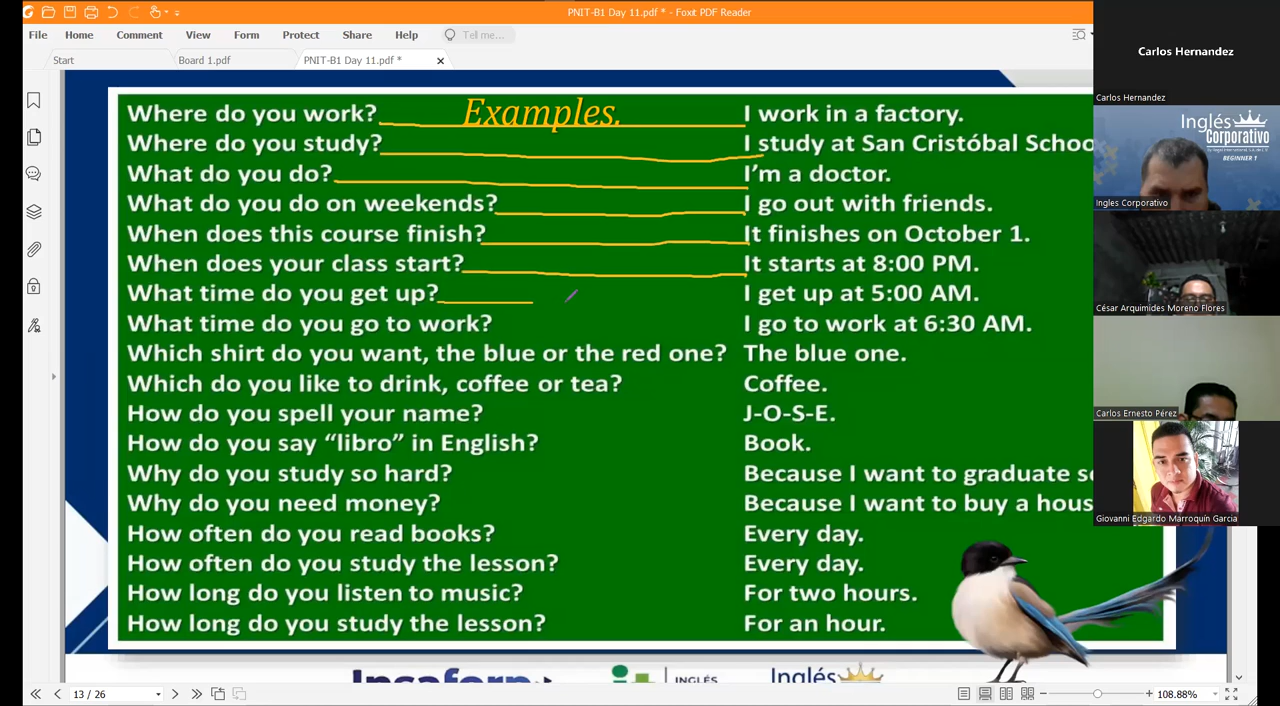 PNIT-B1 Day 11.pdf * - Foxit PDF Reader
File Home Comment View Form Protect Share Help Tell me...
Start Board 1.pdf PNIT-B1 Day 11.pdf *
Examples.
Where do you work? I work in a factory.
Where do you study? I study at San Cristóbal Schoo
What do you do? I'm a doctor.
What do you do on weekends? I go out with friends.
When does this course finish? It finishes on October 1.
When does your class start? It starts at 8:00 PM.
What time do you get up? I get up at 5:00 AM.
What time do you go to work? I go to work at 6:30 AM.
Which shirt do you want, the blue or the red one? The blue one.
Which do you like to drink, coffee or tea? Coffee.
How do you spell your name? J-O-S-E.
How do you say “libro” in English? Book.
Why do you study so hard? Because I want to graduate s
Why do you need money? Because I want to buy a hous
How often do you read books? Every day.
How often do you study the lesson? Every day.
How long do you listen to music? For two hours.
How long do you study the lesson? For an hour.
Insaforp INGLÉS Inglés
13 / 26 108.88%
Carlos Hernandez
Carlos Hernandez
Inglés
Corporativo
BEGINNER 1
Ingles Corporativo
César Arquimides Moreno Flores
Carlos Ernesto Pérez
Giovanni Edgardo Marroquín Garcia